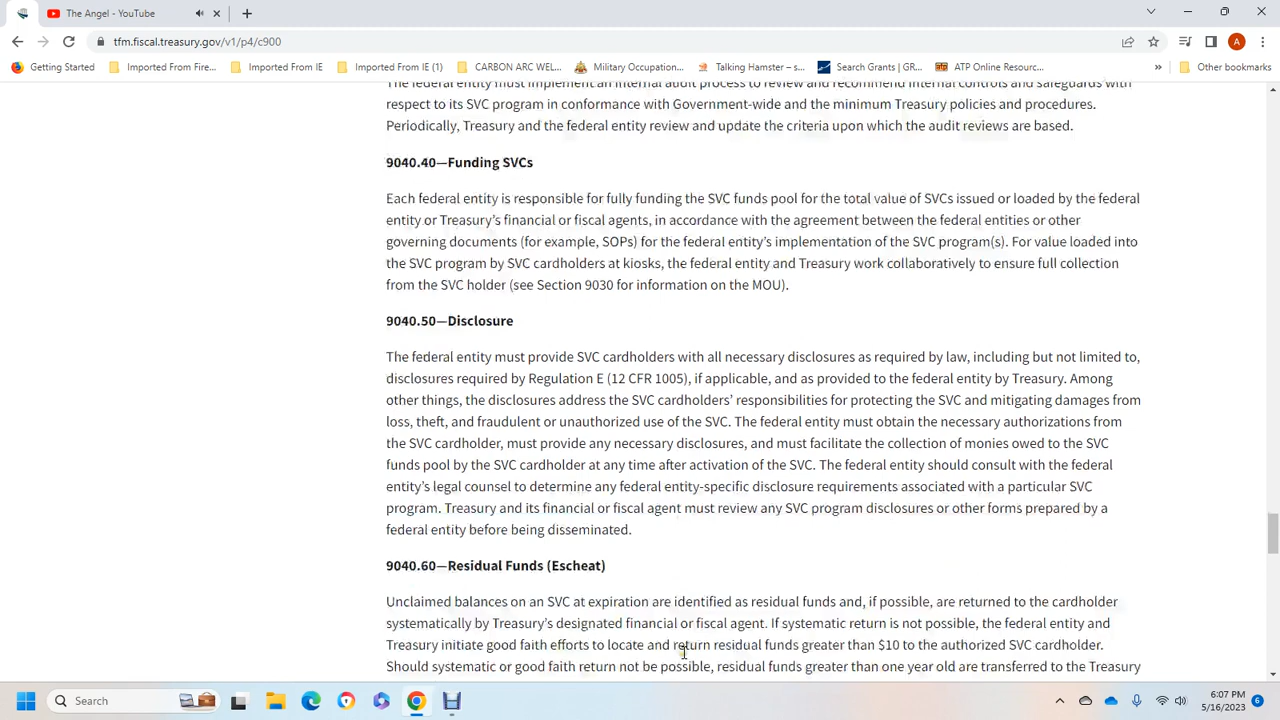 The Angel - YouTube
tfm.fiscal.treasury.gov/v1/p4/c900
A
Getting Started
Imported From Fire...
Imported From IE
Imported From IE (1)
CARBON ARC WEL...
Military Occupation...
Talking Hamster – s...
Search Grants | GR...
ATP Online Resourc...
»
Other bookmarks
The federal entity must implement an internal audit process to review and recommend internal controls and safeguards with
respect to its SVC program in conformance with Government-wide and the minimum Treasury policies and procedures.
Periodically, Treasury and the federal entity review and update the criteria upon which the audit reviews are based.
9040.40—Funding SVCs
Each federal entity is responsible for fully funding the SVC funds pool for the total value of SVCs issued or loaded by the federal
entity or Treasury’s financial or fiscal agents, in accordance with the agreement between the federal entities or other
governing documents (for example, SOPs) for the federal entity’s implementation of the SVC program(s). For value loaded into
the SVC program by SVC cardholders at kiosks, the federal entity and Treasury work collaboratively to ensure full collection
from the SVC holder (see Section 9030 for information on the MOU).
9040.50—Disclosure
The federal entity must provide SVC cardholders with all necessary disclosures as required by law, including but not limited to,
disclosures required by Regulation E (12 CFR 1005), if applicable, and as provided to the federal entity by Treasury. Among
other things, the disclosures address the SVC cardholders’ responsibilities for protecting the SVC and mitigating damages from
loss, theft, and fraudulent or unauthorized use of the SVC. The federal entity must obtain the necessary authorizations from
the SVC cardholder, must provide any necessary disclosures, and must facilitate the collection of monies owed to the SVC
funds pool by the SVC cardholder at any time after activation of the SVC. The federal entity should consult with the federal
entity’s legal counsel to determine any federal entity-specific disclosure requirements associated with a particular SVC
program. Treasury and its financial or fiscal agent must review any SVC program disclosures or other forms prepared by a
federal entity before being disseminated.
9040.60—Residual Funds (Escheat)
Unclaimed balances on an SVC at expiration are identified as residual funds and, if possible, are returned to the cardholder
systematically by Treasury’s designated financial or fiscal agent. If systematic return is not possible, the federal entity and
Treasury initiate good faith efforts to locate and return residual funds greater than $10 to the authorized SVC cardholder.
Should systematic or good faith return not be possible, residual funds greater than one year old are transferred to the Treasury
Search
6:07 PM
5/16/2023
6